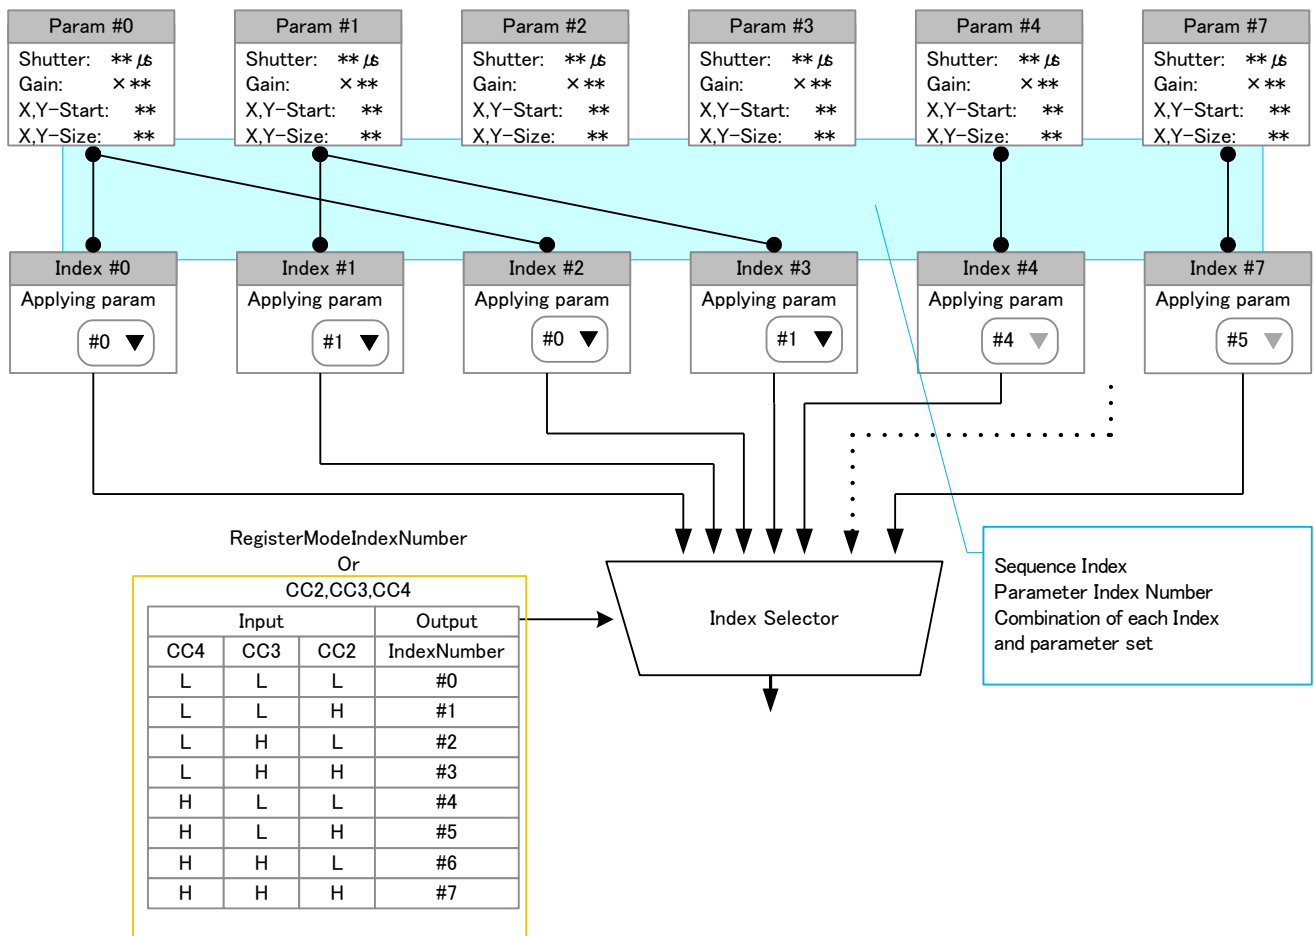 Param #0
Shutter: ** μs
Gain: ×**
X,Y-Start: **
X,Y-Size: **
Param #1
Shutter: ** μs
Gain: ×**
X,Y-Start: **
X,Y-Size: **
Param #2
Shutter: ** μs
Gain: ×**
X,Y-Start: **
X,Y-Size: **
Param #3
Shutter: ** μs
Gain: ×**
X,Y-Start: **
X,Y-Size: **
Param #4
Shutter: ** μs
Gain: ×**
X,Y-Start: **
X,Y-Size: **
Param #7
Shutter: ** μs
Gain: ×**
X,Y-Start: **
X,Y-Size: **
Index #0
Applying param
#0 ▼
Index #1
Applying param
#1 ▼
Index #2
Applying param
#0 ▼
Index #3
Applying param
#1 ▼
Index #4
Applying param
#4 ▼
Index #7
Applying param
#5 ▼
RegisterModeIndexNumber
Or
CC2,CC3,CC4
Input Output
CC4 CC3 CC2 IndexNumber
L L L #0
L L H #1
L H L #2
L H H #3
H L L #4
H L H #5
H H L #6
H H H #7
Index Selector
Sequence Index
Parameter Index Number
Combination of each Index
and parameter set